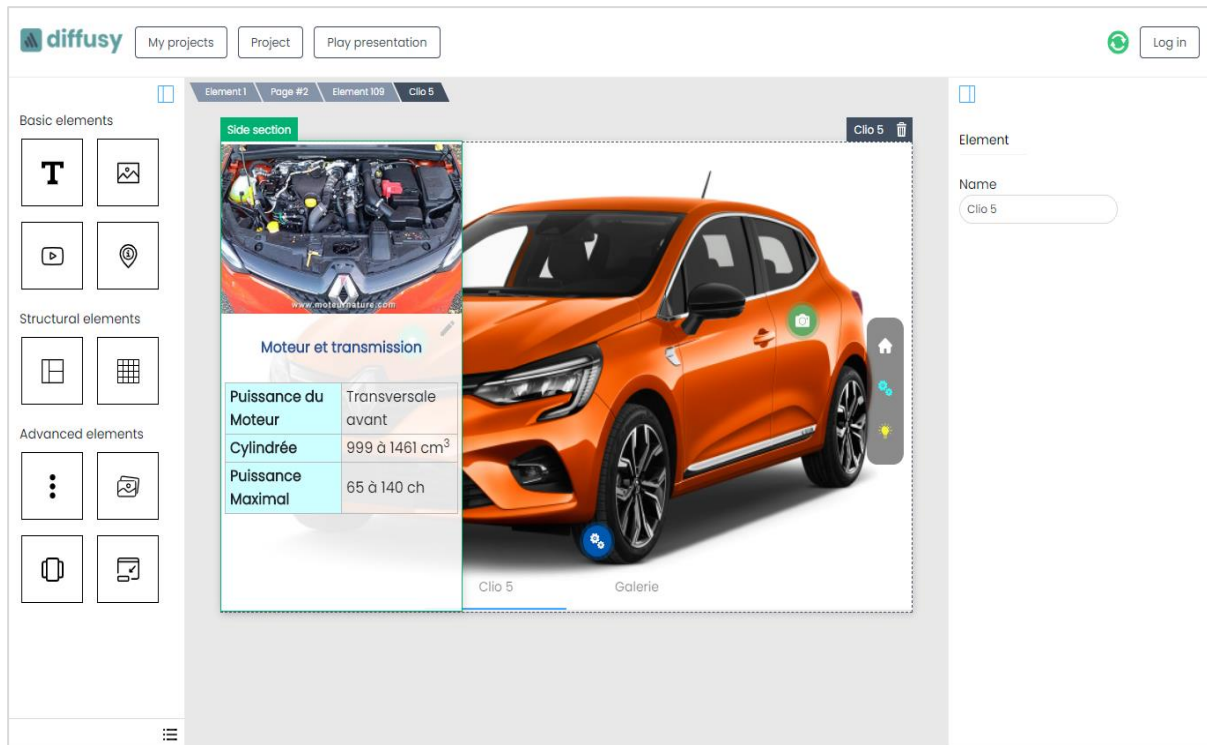 diffusy
My projects
Project
Play presentation
Log in
Element 1
Page #2
Element 109
Clio 5
Basic elements
T
Structural elements
Advanced elements
Side section
Clio 5
www.moteurnature.com
Moteur et transmission
Puissance du
Moteur
Transversale
avant
Cylindrée
999 à 1461 cm³
Puissance
Maximal
65 à 140 ch
Clio 5
Galerie
Element
Name
Clio 5